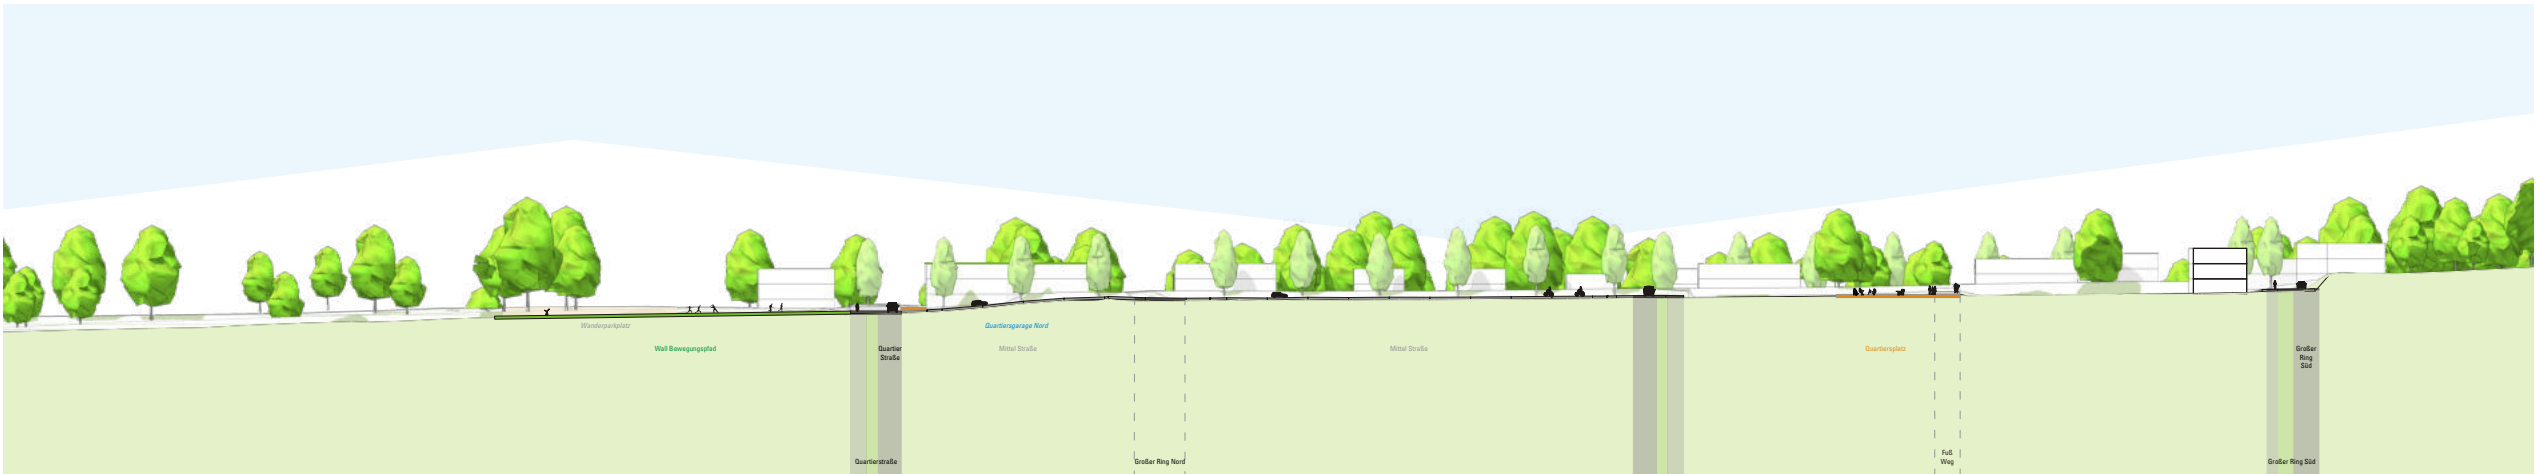 Wanderparkplatz
Quartiersgarage Nord
Wall Bewegungspfad
Quartier
Straße
Mittel Straße
Mittel Straße
Quartiersplatz
Großer
Ring
Süd
Quartierstraße
Großer Ring Nord
Fuß
Weg
Großer Ring Süd